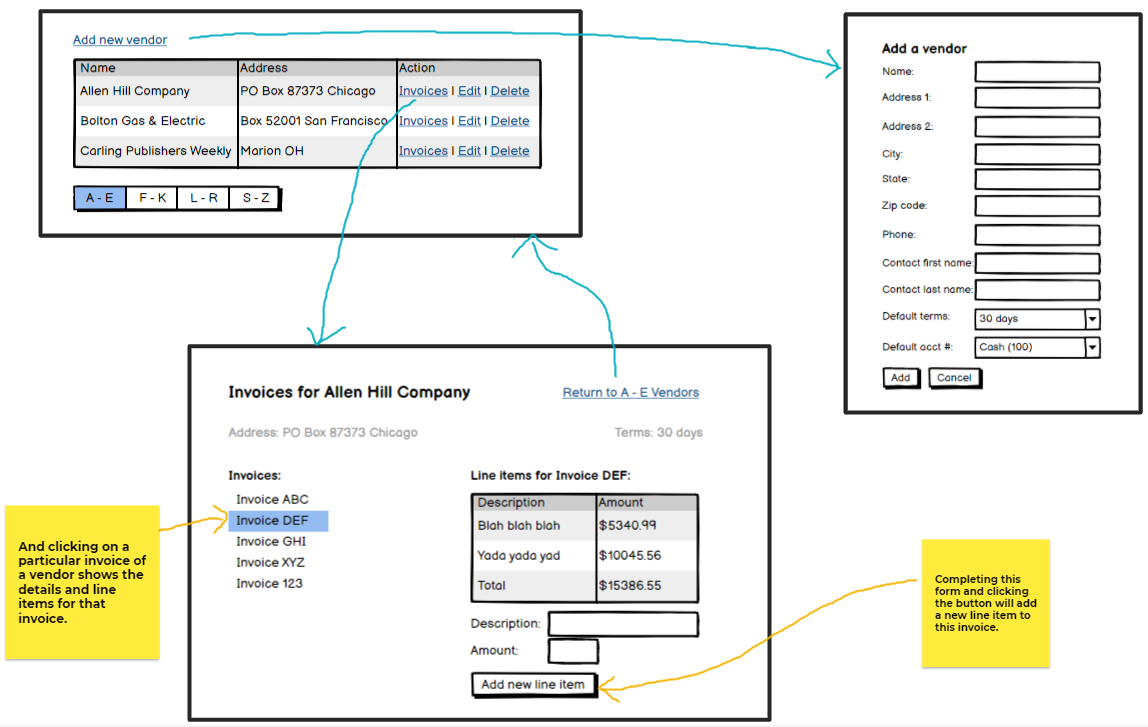 Add new vendor
Name Address Action
Allen Hill Company PO Box 87373 Chicago Invoices | Edit | Delete
Bolton Gas & Electric Box 52001 San Francisco Invoices | Edit | Delete
Carling Publishers Weekly Marion OH Invoices | Edit | Delete
A - E F - K L - R S - Z
Add a vendor
Name:
Address 1:
Address 2:
City:
State:
Zip code:
Phone:
Contact first name:
Contact last name:
Default terms: 30 days
Default acct #: Cash (100)
Add Cancel
Invoices for Allen Hill Company Return to A - E Vendors
Address: PO Box 87373 Chicago Terms: 30 days
Invoices:
Invoice ABC
Invoice DEF
Invoice GHI
Invoice XYZ
Invoice 123
Line items for Invoice DEF:
Description Amount
Blah blah blah $5340.99
Yada yada yad $10045.56
Total $15386.55
Description:
Amount:
Add new line item
And clicking on a
particular invoice of
a vendor shows the
details and line
items for that
invoice.
Completing this
form and clicking
the button will add
a new line item to
this invoice.